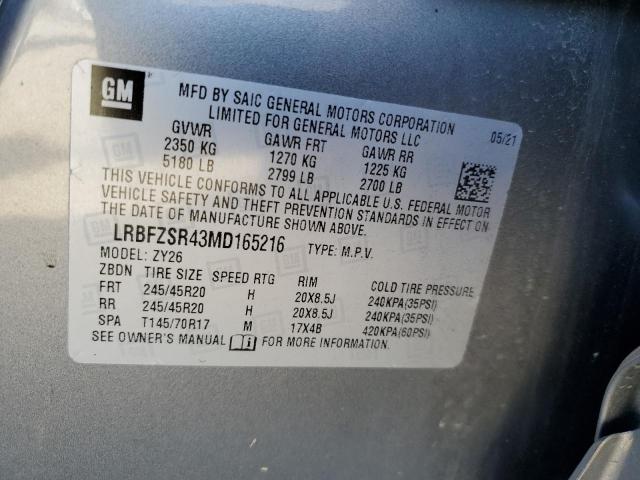 GM
MFD BY SAIC GENERAL MOTORS CORPORATION
LIMITED FOR GENERAL MOTORS LLC
05/21
GVWR GAWR FRT GAWR RR
2350 KG 1270 KG 1225 KG
5180 LB 2799 LB 2700 LB
THIS VEHICLE CONFORMS TO ALL APPLICABLE U.S. FEDERAL MOTOR
VEHICLE SAFETY AND THEFT PREVENTION STANDARDS IN EFFECT ON
THE DATE OF MANUFACTURE SHOWN ABOVE.
LRBFZSR43MD165216 TYPE: M.P.V.
MODEL: ZY26
ZBDN TIRE SIZE SPEED RTG RIM COLD TIRE PRESSURE
FRT 245/45R20 H 20X8.5J 240KPA(35PSI)
RR 245/45R20 H 20X8.5J 240KPA(35PSI)
SPA T145/70R17 M 17X4B 420KPA(60PSI)
SEE OWNER'S MANUAL FOR MORE INFORMATION.